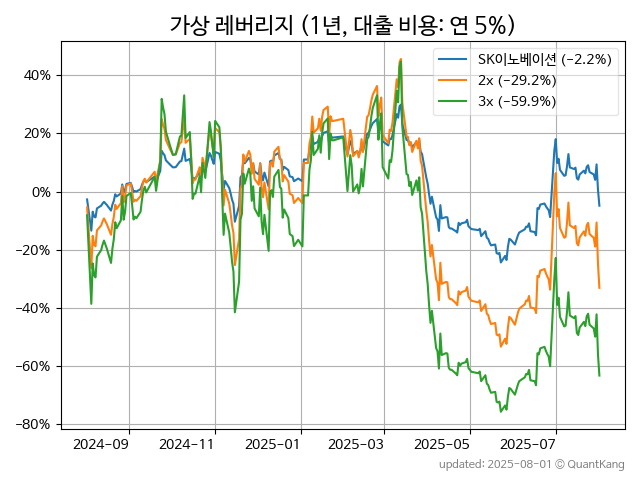 가상 레버리지 (1년, 대출 비용: 연 5%)
SK이노베이션 (−2.2%)
2x (−29.2%)
3x (−59.9%)
40%
20%
0%
−20%
−40%
−60%
−80%
2024-09 2024-11 2025-01 2025-03 2025-05 2025-07
updated: 2025-08-01 © QuantKang